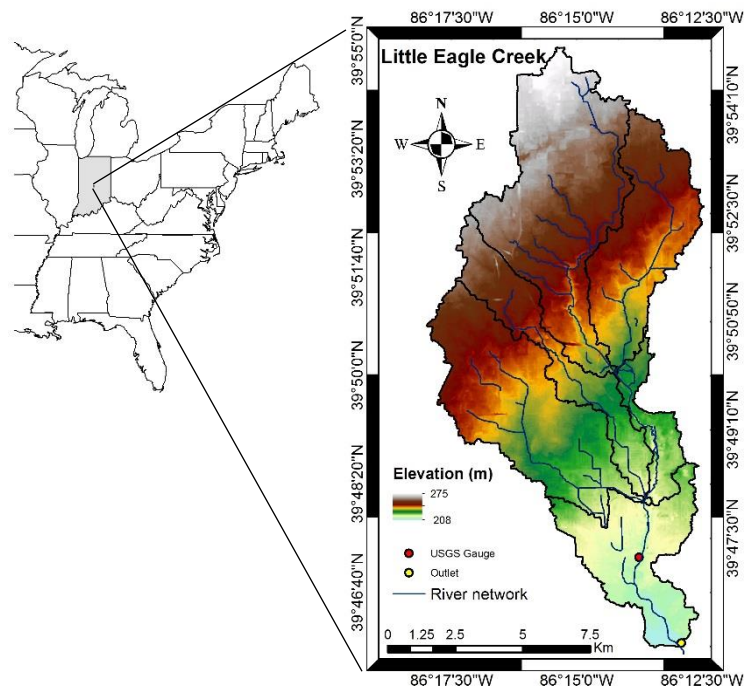 86°17'30"W 86°15'0"W 86°12'30"W
Little Eagle Creek
N
W E
S
39°55'0"N
39°53'20"N
39°51'40"N
39°50'0"N
39°48'20"N
39°46'40"N
39°54'10"N
39°52'30"N
39°50'50"N
39°49'10"N
39°47'30"N
Elevation (m)
275
208
USGS Gauge
Outlet
River network
0 1.25 2.5 5 7.5
Km
86°17'30"W 86°15'0"W 86°12'30"W